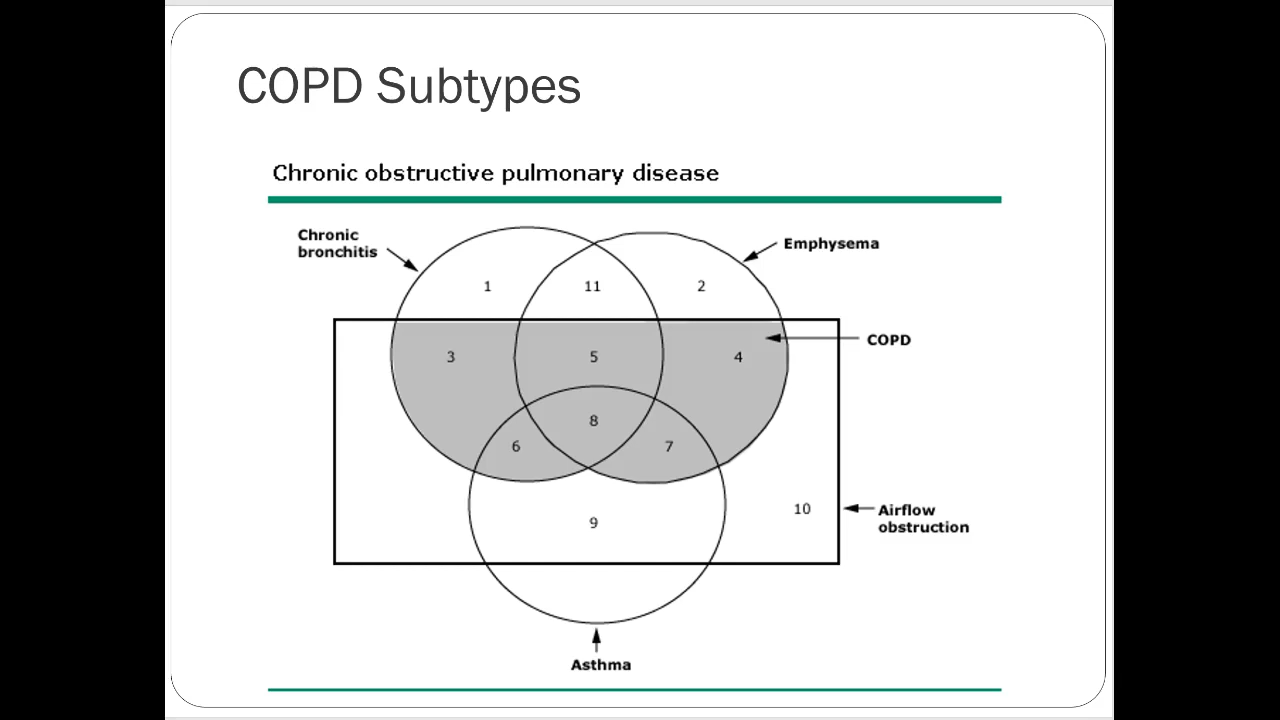 COPD Subtypes
Chronic obstructive pulmonary disease
Chronic
bronchitis
Emphysema
1
11
2
COPD
3
5
4
8
6
7
10
Airflow
obstruction
9
Asthma